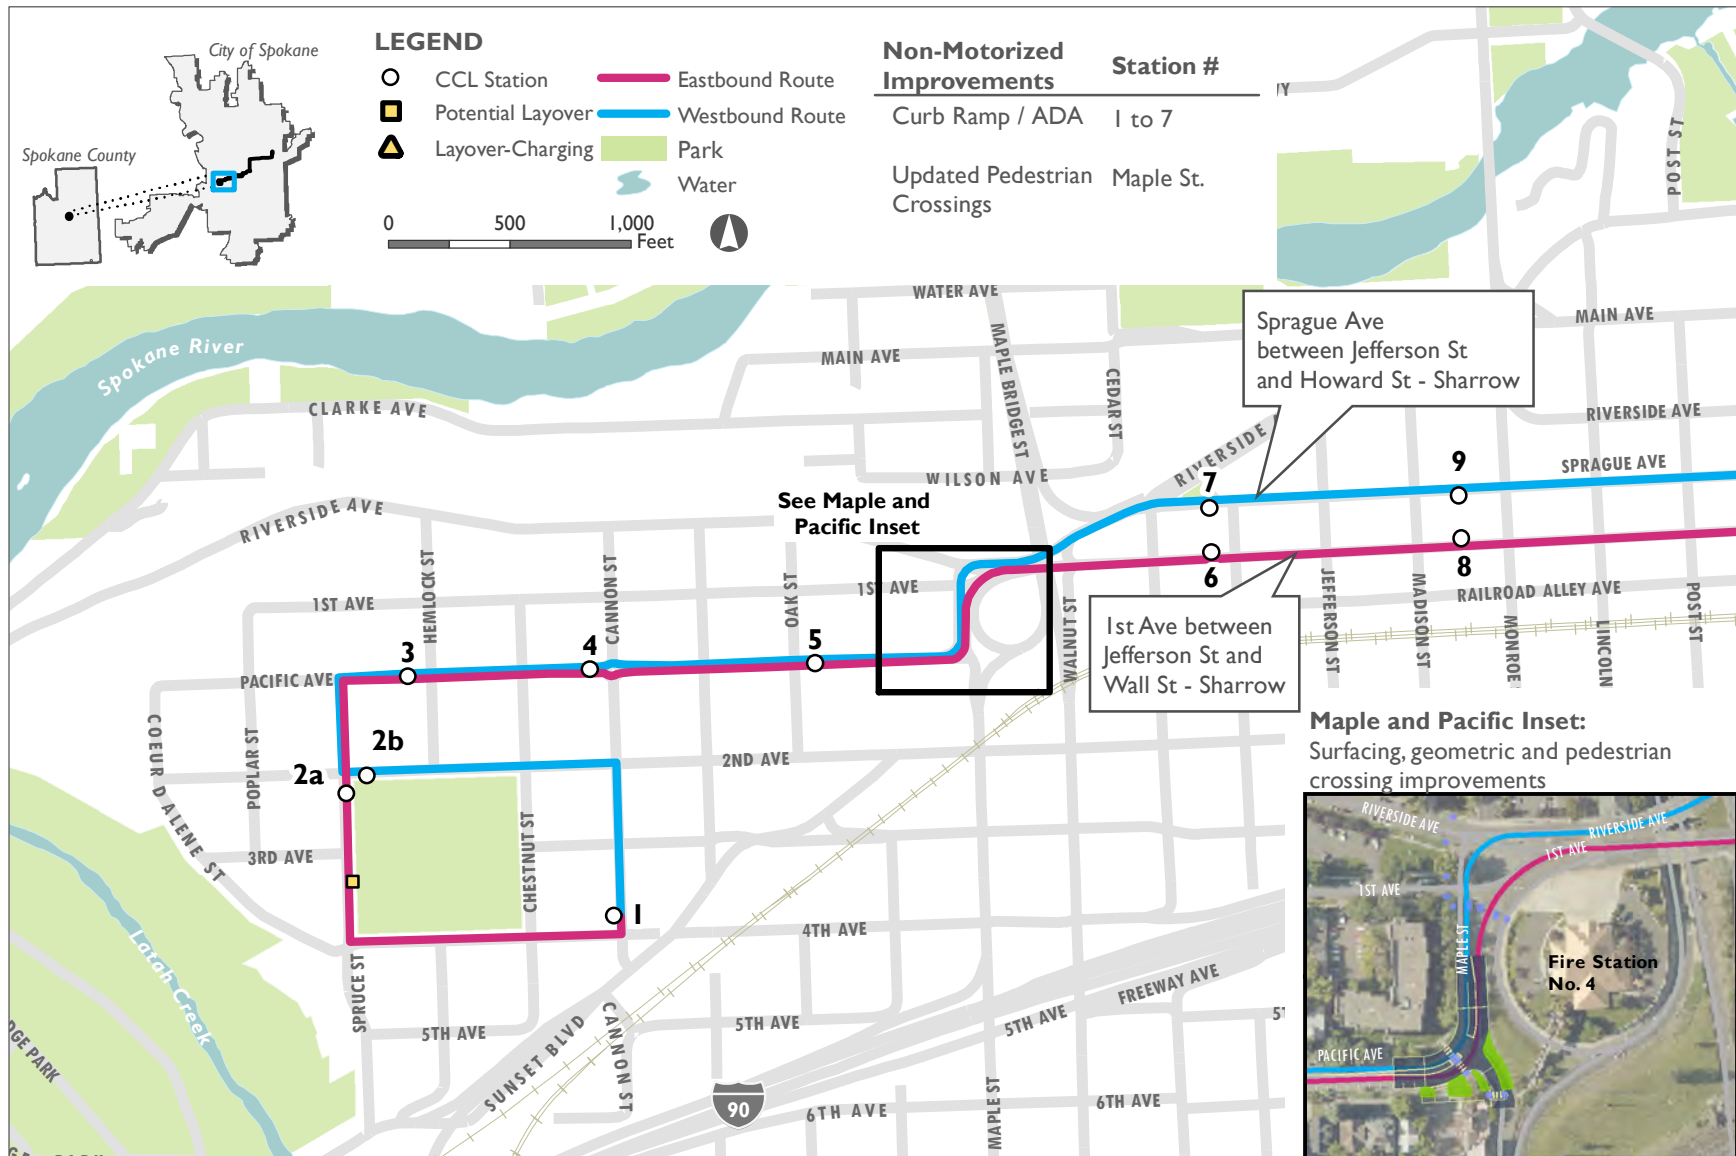 City of Spokane
Spokane County
LEGEND
CCL Station
Potential Layover
Layover-Charging
Eastbound Route
Westbound Route
Park
Water
0 500 1,000
Feet
Non-Motorized
Improvements
Station #
Curb Ramp / ADA 1 to 7
Updated Pedestrian
Crossings
Maple St.
POST ST
WATER AVE
MAIN AVE
MAIN AVE
Spokane River
CLARKE AVE
MAPLE BRIDGE ST
CEDAR ST
Sprague Ave
between Jefferson St
and Howard St - Sharrow
RIVERSIDE AVE
RIVERSIDE
WILSON AVE
SPRAGUE AVE
7
9
See Maple and
Pacific Inset
RIVERSIDE AVE
HEMLOCK ST
CANNON ST
OAK ST
1ST AVE
1ST AVE
6
8
RAILROAD ALLEY AVE
WALNUT ST
JEFFERSON ST
MADISON ST
MONROE
LINCOLN
POST ST
1st Ave between
Jefferson St and
Wall St - Sharrow
3
4
5
PACIFIC AVE
COEUR D ALENE ST
POPLAR ST
2b
2a
2ND AVE
3RD AVE
CHESTNUT ST
1
4TH AVE
SPRUCE ST
Latah Creek
5TH AVE
SUNSET BLVD
CANNON ST
5TH AVE
5TH AVE
FREEWAY AVE
90
6TH AVE
MAPLE ST
6TH AVE
Maple and Pacific Inset:
Surfacing, geometric and pedestrian
crossing improvements
RIVERSIDE AVE
RIVERSIDE AVE
1ST AVE
1ST AVE
MAPLE ST
Fire Station
No. 4
PACIFIC AVE